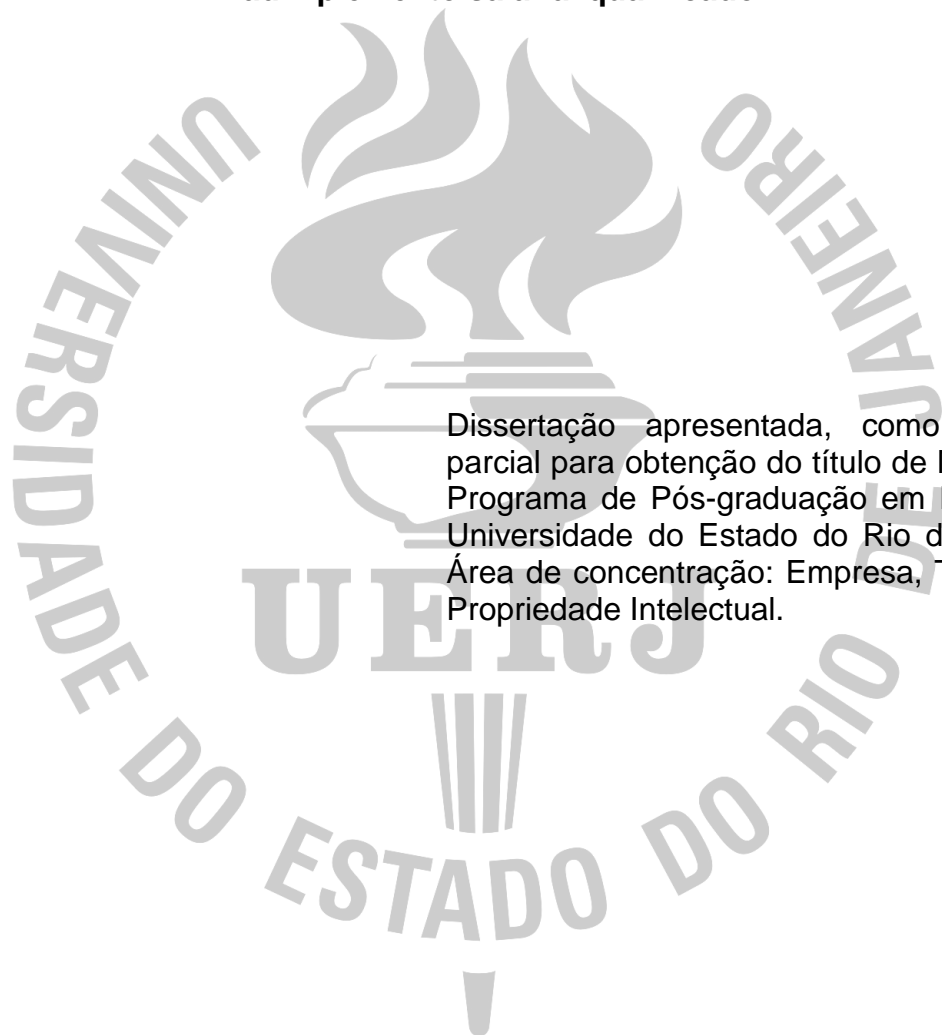 Dissertação apresentada, como
parcial para obtenção do título de
Programa de Pós-graduação em
Universidade do Estado do Rio d
Área de concentração: Empresa, T
Propriedade Intelectual.
UNIVERSIDADE DO ESTADO DO RIO DE JANEIRO
UERJ